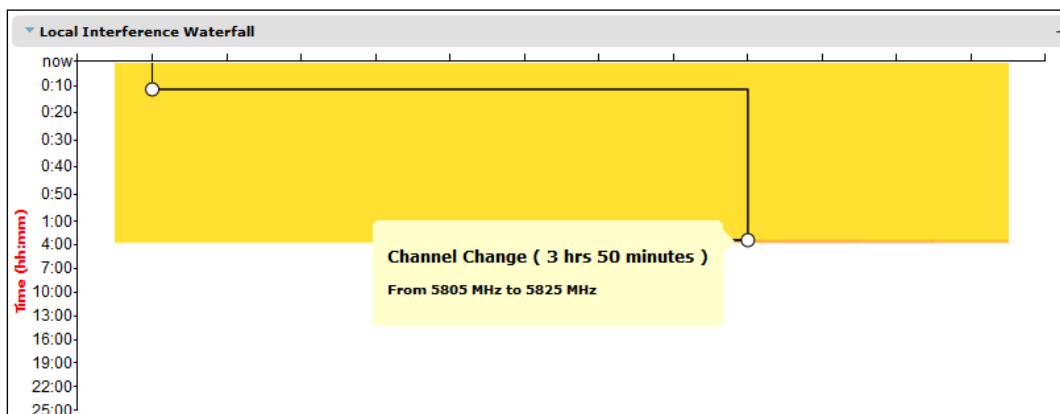 Local Interference Waterfall
now
0:10
0:20
0:30
0:40
0:50
1:00
4:00
7:00
10:00
13:00
16:00
19:00
22:00
25:00
Time (hh:mm)
Channel Change ( 3 hrs 50 minutes )
From 5805 MHz to 5825 MHz